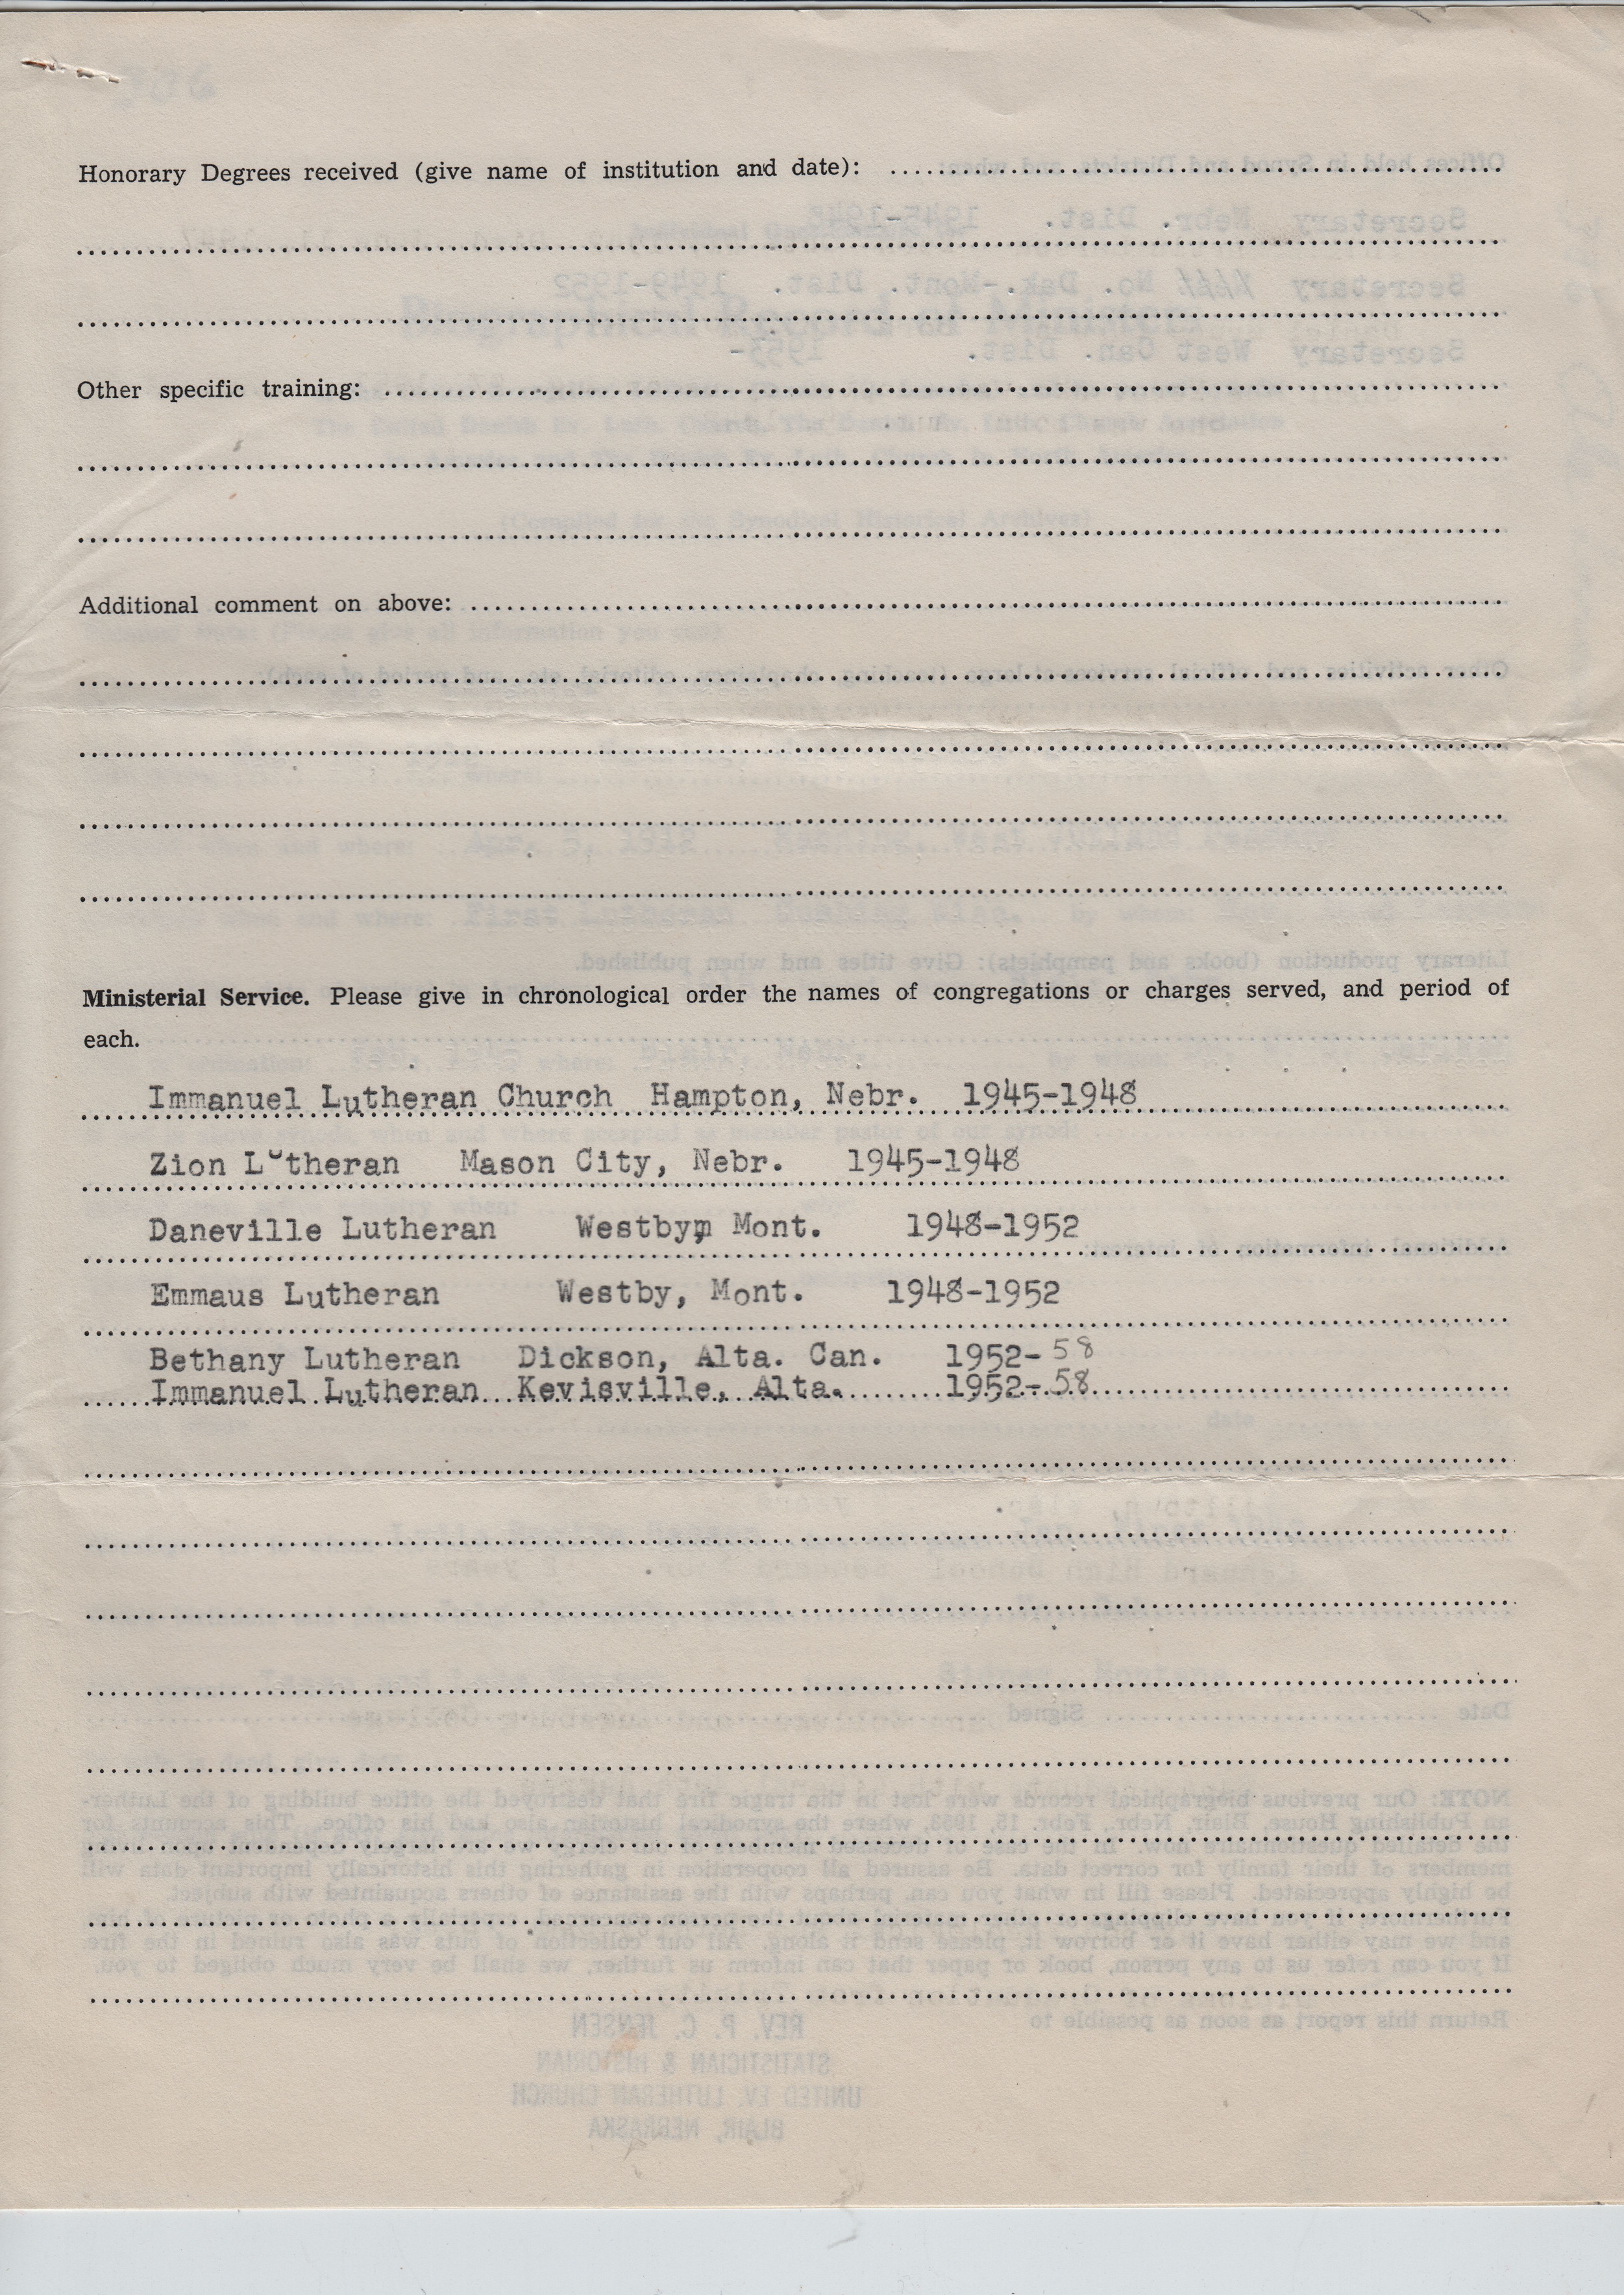 Honorary Degrees received (give name of institution and date):
Other specific training:
Additional comment on above:
Ministerial Service. Please give in chronological order the names of congregations or charges served, and period of
each.
Immanuel Lutheran Church Hampton, Nebr. 1945-1948
Zion Lutheran Mason City, Nebr. 1945-1948
Daneville Lutheran Westby, Mont. 1948-1952
Emmaus Lutheran Westby, Mont. 1948-1952
Bethany Lutheran Dickson, Alta. Can. 1952-58
Immanuel Lutheran Kevisville, Alta. 1952-58